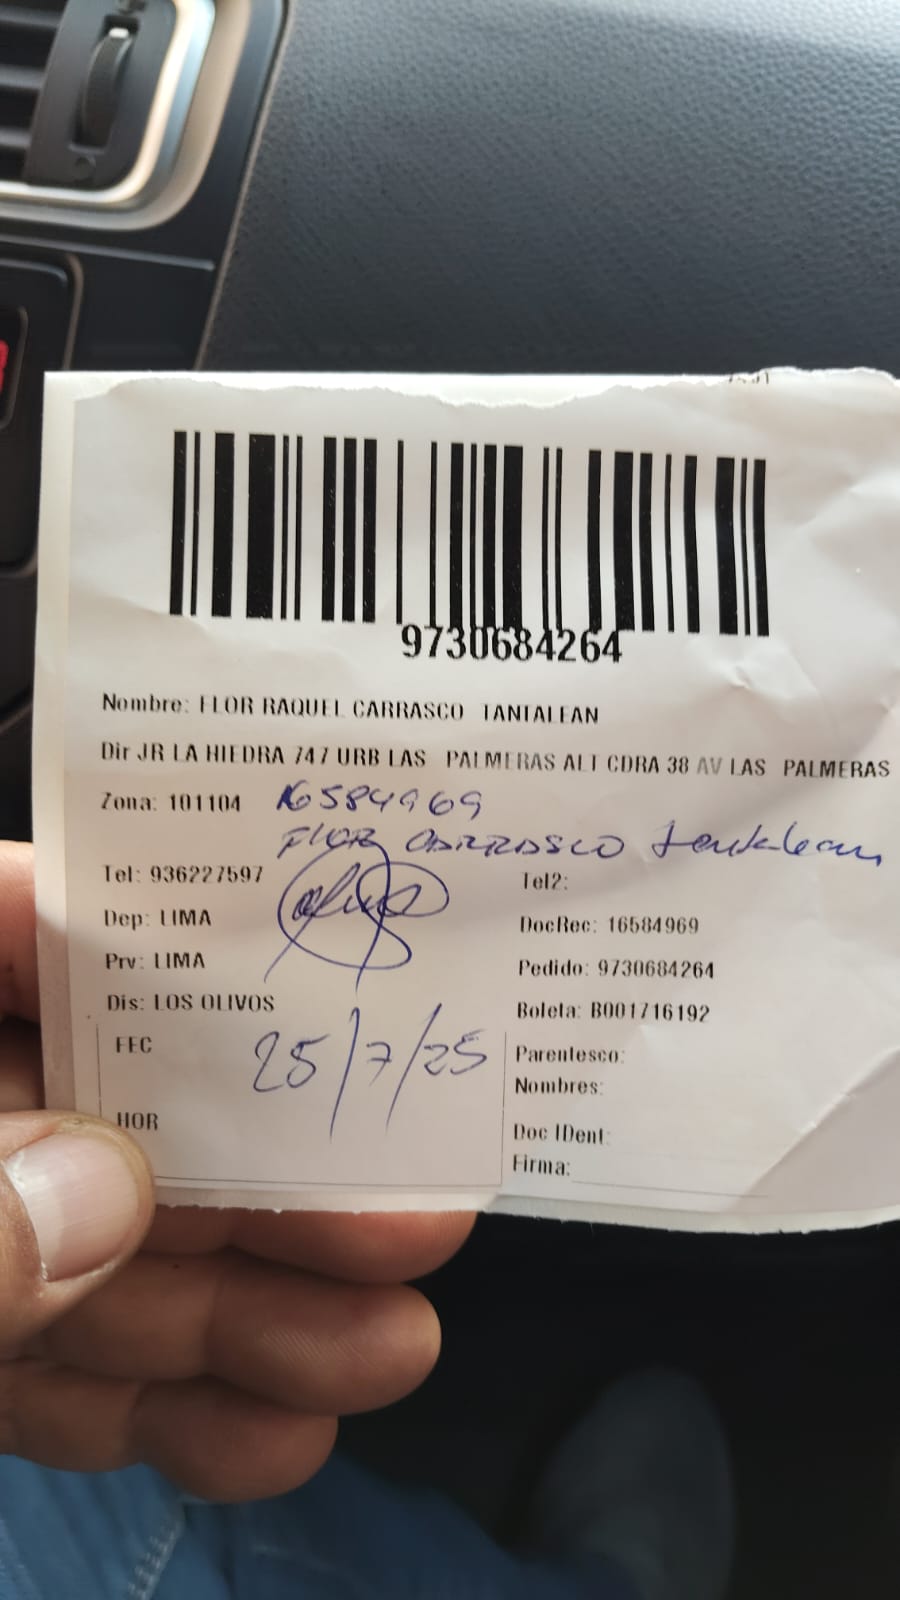 9730684264
Nombre: FLOR RAQUEL CARRASCO TANTALEAN
Dir JR LA HIEDRA 747 URB LAS PALMERAS ALT CDRA 38 AV LAS PALMERAS
Zona: 101104 16584969
FLOR CARRASCO tantalean
Tel: 936227597 Tel2:
Dep: LIMA DocRec: 16584969
Prv: LIMA Pedido: 9730684264
Dis: LOS OLIVOS Boleta: B001716192
FEC 25/7/25 Parentesco:
Nombres:
HOR Doc IDent:
Firma: